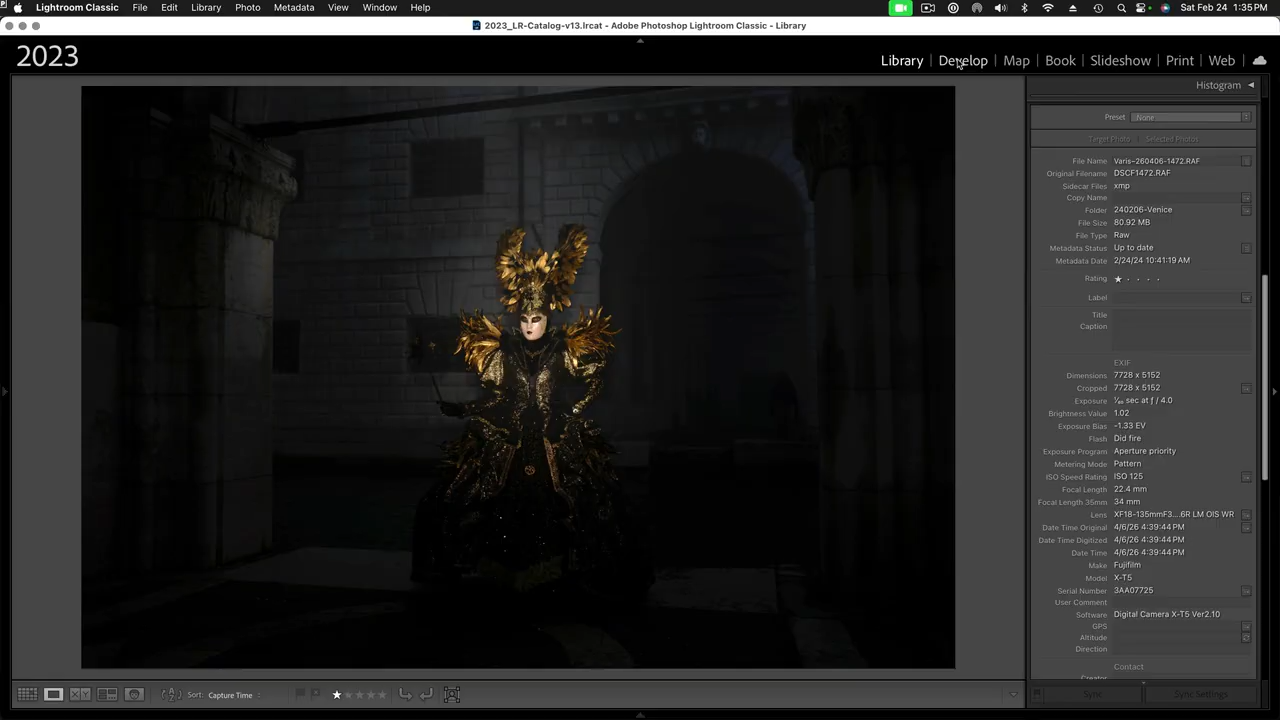 Lightroom Classic File Edit Library Photo Metadata View Window Help Sat Feb 24 1:35 PM
2023_LR-Catalog-v13.lrcat - Adobe Photoshop Lightroom Classic - Library
2023 Library | Develop | Map | Book | Slideshow | Print | Web
Histogram
Preset None
Target Photo Selected Photos
File Name Varis-260406-1472.RAF
Original Filename DSCF1472.RAF
Sidecar Files xmp
Copy Name
Folder 240206-Venice
File Size 80.92 MB
File Type Raw
Metadata Status Up to date
Metadata Date 2/24/24 10:41:19 AM
Rating
Label
Title
Caption
EXIF
Dimensions 7728 x 5152
Cropped 7728 x 5152
Exposure sec at ƒ / 4.0
Brightness Value 1.02
Exposure Bias -1.33 EV
Flash Did fire
Exposure Program Aperture priority
Metering Mode Pattern
ISO Speed Rating ISO 125
Focal Length 22.4 mm
Focal Length 35mm 34 mm
Lens XF18-135mmF3....6R LM OIS WR
Date Time Original 4/6/26 4:39:44 PM
Date Time Digitized 4/6/26 4:39:44 PM
Date Time 4/6/26 4:39:44 PM
Make Fujifilm
Model X-T5
Serial Number 3AA07725
User Comment
Software Digital Camera X-T5 Ver2.10
GPS
Altitude
Direction
Contact
Creator
Sort: Capture Time
Sync Sync Settings